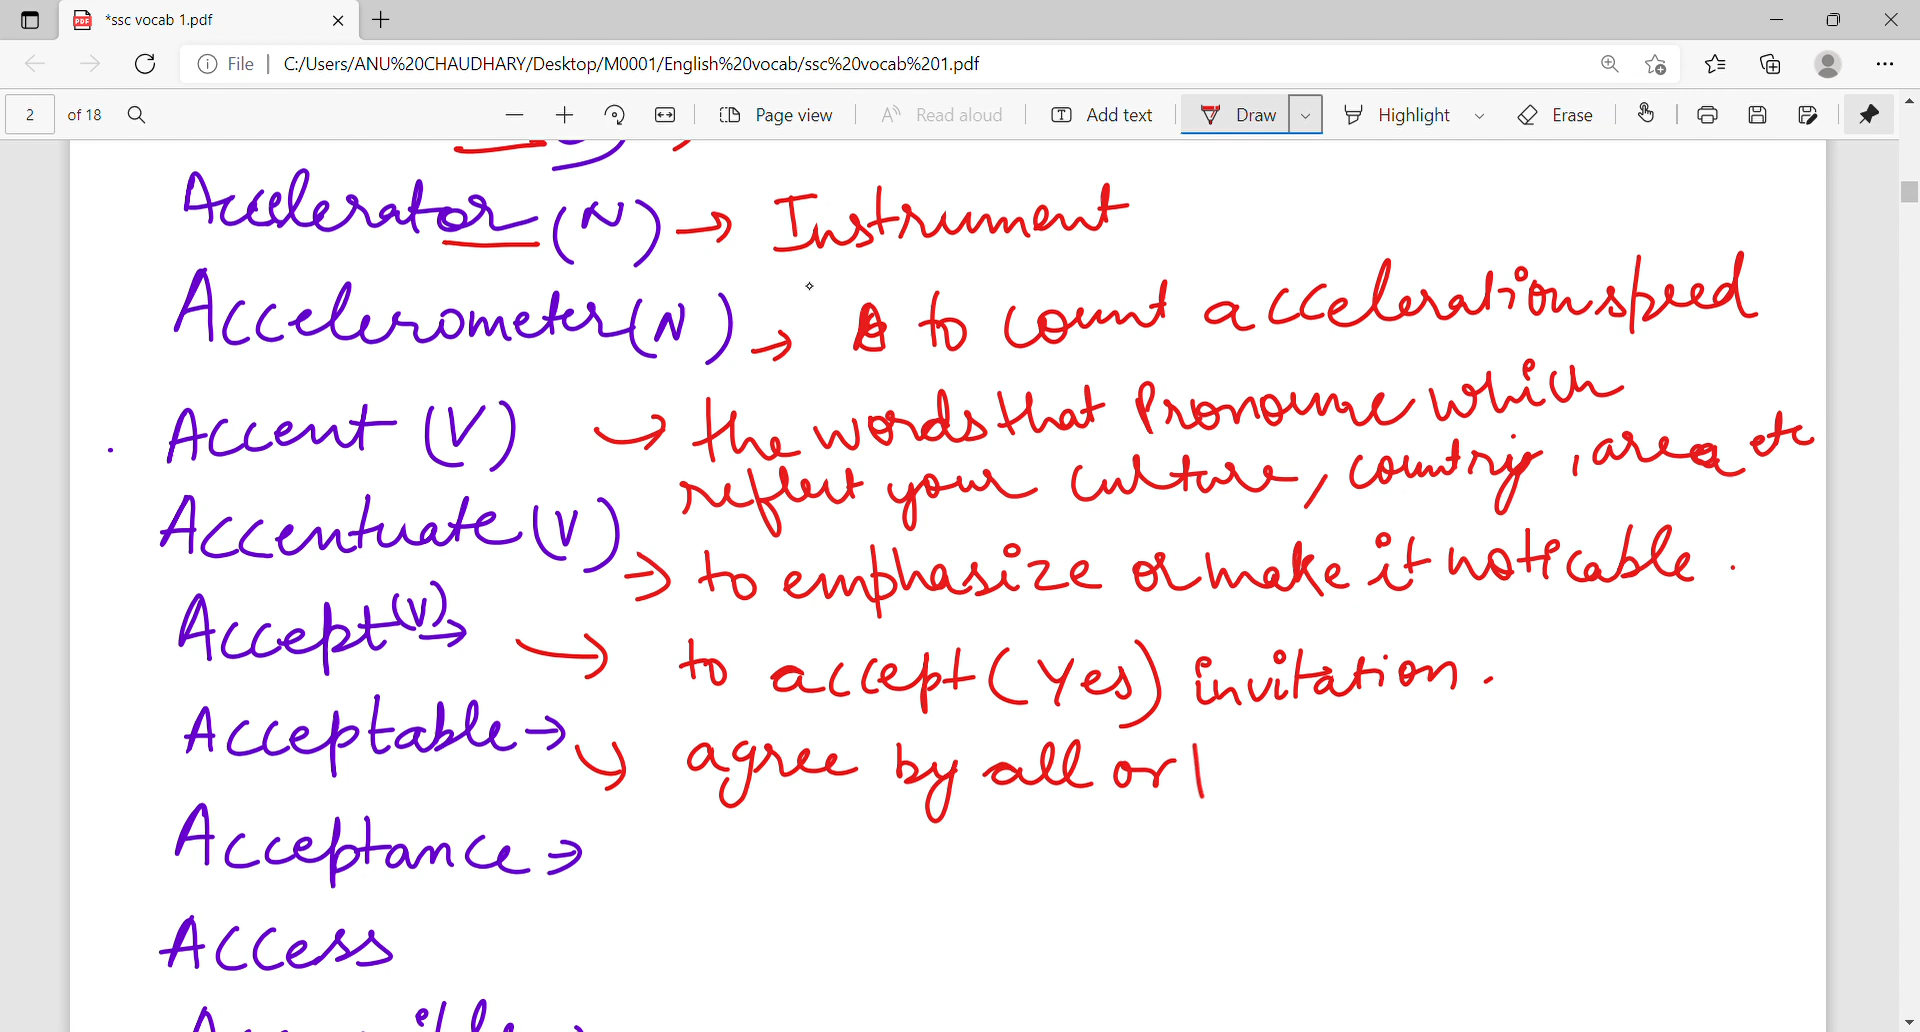 *ssc vocab 1.pdf
File | C:/Users/ANU%20CHAUDHARY/Desktop/M0001/English%20vocab/ssc%20vocab%201.pdf
2 of 18 Page view Read aloud Add text Draw Highlight Erase
Accelerator (N) → Instrument
Accelerometer (N) → to count acceleration speed
Accent (V) → the words that Pronounce which
reflect your culture, country, area etc
Accentuate (V) → to emphasize or make it noticable.
Accept (V) → → to accept (Yes) invitation.
Acceptable → → agree by all or
Acceptance →
Access